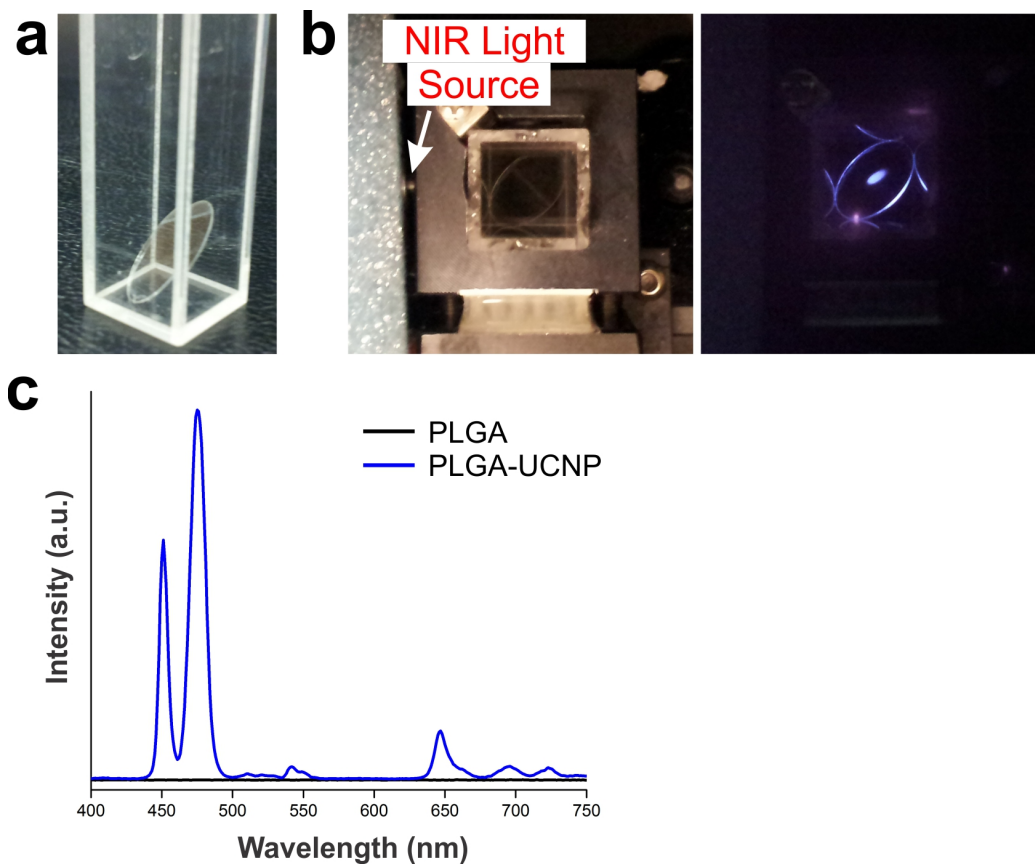 a
b
NIR Light
Source
c
PLGA
PLGA-UCNP
Intensity (a.u.)
400 450 500 550 600 650 700 750
Wavelength (nm)